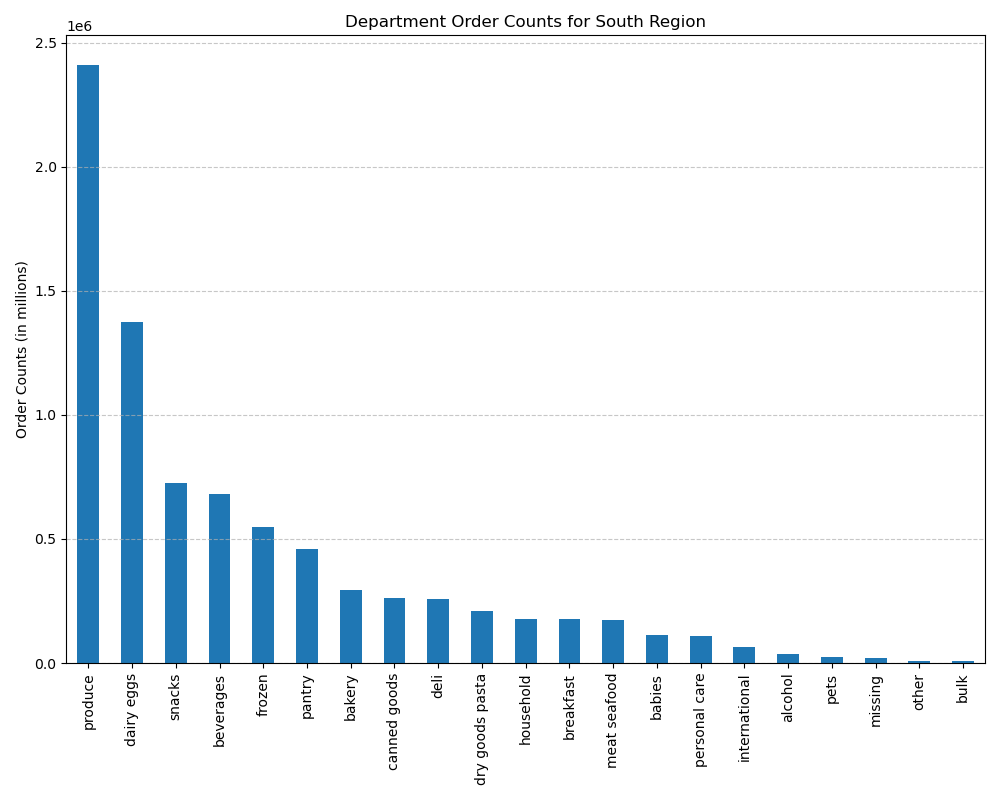 Department Order Counts for South Region
1e6
2.5
2.0
1.5
1.0
0.5
0.0
Order Counts (in millions)
produce
dairy eggs
snacks
beverages
frozen
pantry
bakery
canned goods
deli
dry goods pasta
household
breakfast
meat seafood
babies
personal care
international
alcohol
pets
missing
other
bulk